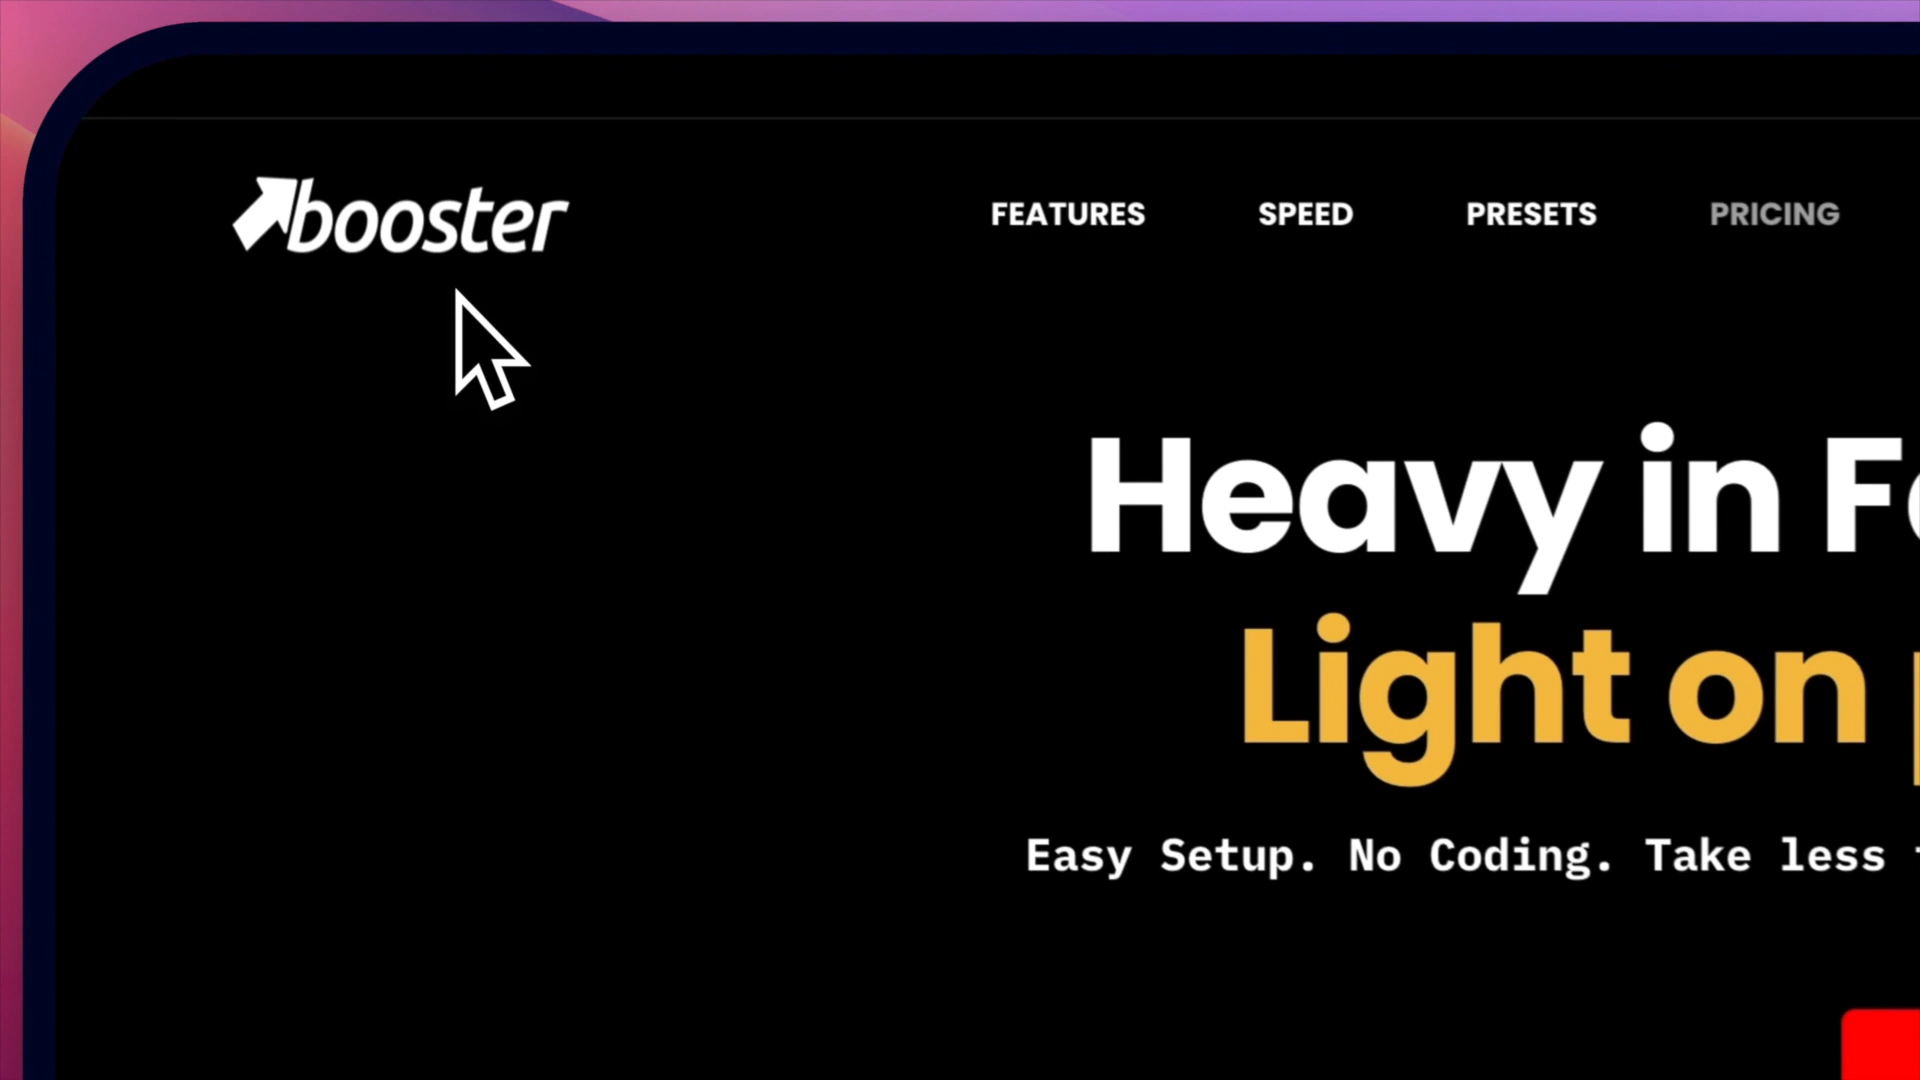 booster
FEATURES SPEED PRESETS PRICING
Heavy in
Light on
Easy Setup. No Coding. Take less